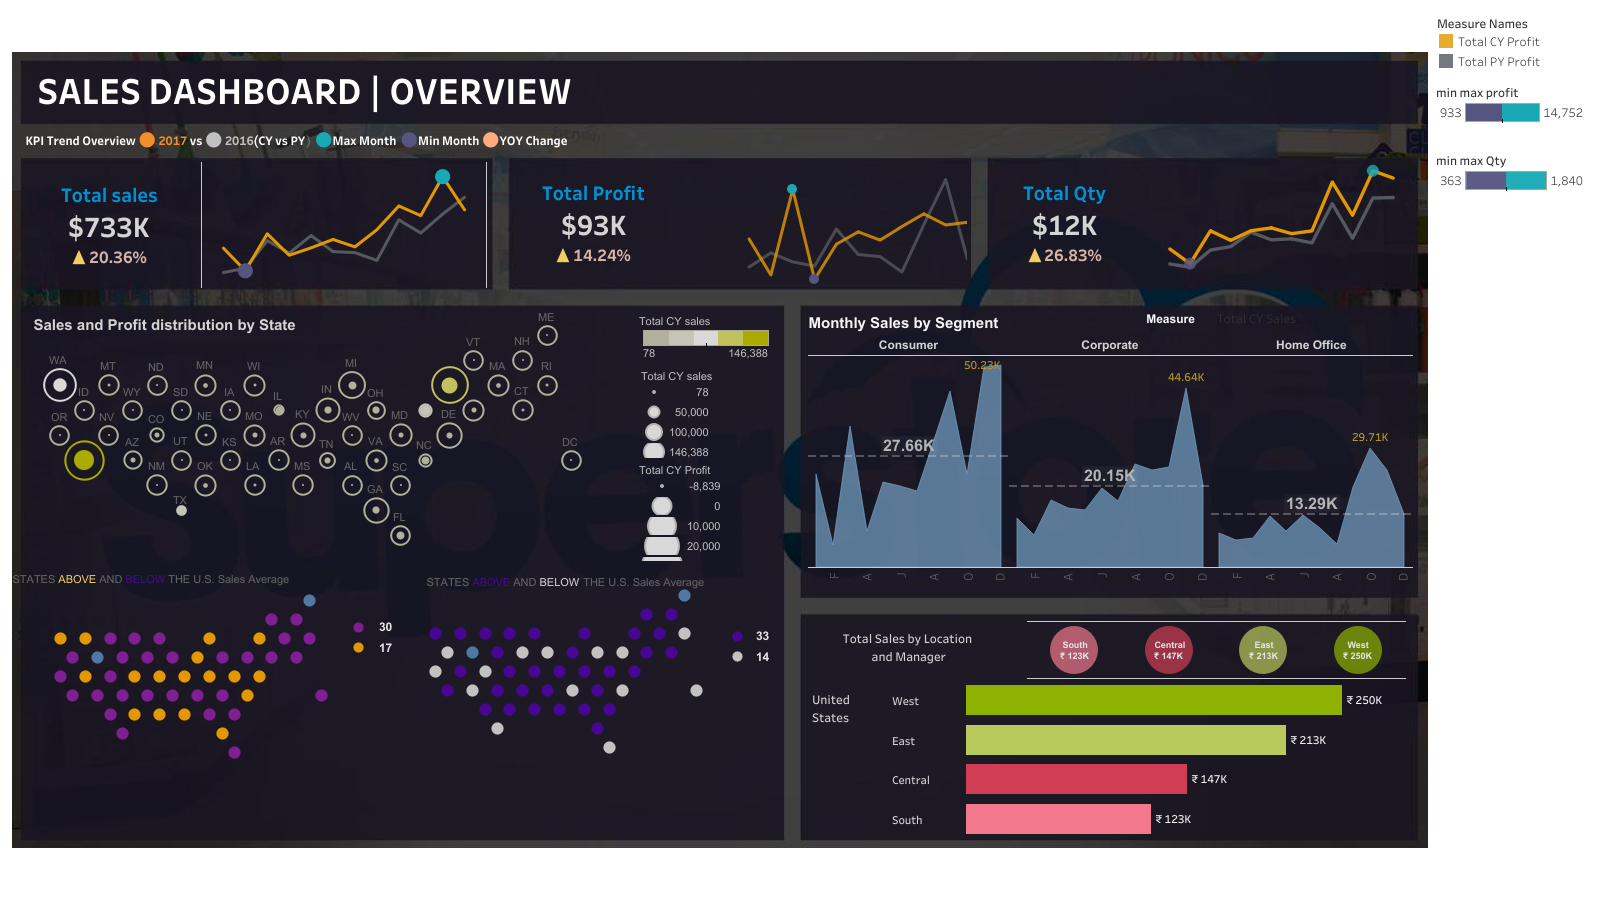 Measure Names
Total CY Profit
Total PY Profit
min max profit
933 14,752
min max Qty
363 1,840
SALES DASHBOARD | OVERVIEW
KPI Trend Overview 2017 vs 2016(CY vs PY) Max Month Min Month YOY Change
Total sales
$733K
20.36%
Total Profit
$93K
14.24%
Total Qty
$12K
26.83%
Sales and Profit distribution by State
ME
VT NH
WA MT ND MN WI MI MA RI
ID WY SD IA IL IN OH CT
OR NV CO NE MO KY WV MD DE
AZ UT KS AR TN VA NC DC
NM OK LA MS AL SC
TX GA
FL
Total CY sales
78 146,388
Total CY sales
78
50,000
100,000
146,388
Total CY Profit
-8,839
0
10,000
20,000
STATES ABOVE AND BELOW THE U.S. Sales Average
30
17
STATES ABOVE AND BELOW THE U.S. Sales Average
33
14
Monthly Sales by Segment
Measure Total CY Sales
Consumer Corporate Home Office
50.23K
44.64K
29.71K
27.66K
20.15K
13.29K
F A J A O D F A J A O D F A J A O D
Total Sales by Location
and Manager
South
₹ 123K
Central
₹ 147K
East
₹ 213K
West
₹ 250K
United
States
West ₹ 250K
East ₹ 213K
Central ₹ 147K
South ₹ 123K